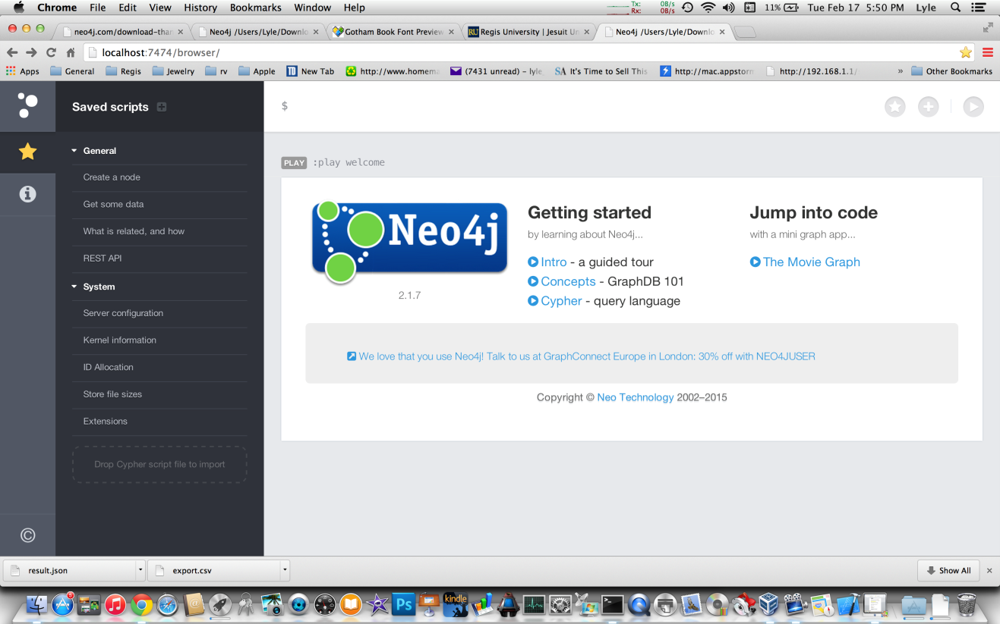 Chrome File Edit View History Bookmarks Window Help Tx: Rx: 0B/s 0B/s 11% Tue Feb 17 5:50 PM Lyle
neo4j.com/download-than Neo4j /Users/Lyle/Downlo Gotham Book Font Preview RU Regis University | Jesuit Un Neo4j /Users/Lyle/Downlo
localhost:7474/browser/
Apps General Regis Jewelry rv Apple New Tab http://www.homema (7431 unread) – lyle_ SA It's Time to Sell This http://mac.appstorm http://192.168.1.1/ » Other Bookmarks
Saved scripts
$
General
Create a node
Get some data
What is related, and how
REST API
System
Server configuration
Kernel information
ID Allocation
Store file sizes
Extensions
Drop Cypher script file to import
PLAY :play welcome
Neo4j
2.1.7
Getting started
by learning about Neo4j...
Intro - a guided tour
Concepts - GraphDB 101
Cypher - query language
Jump into code
with a mini graph app...
The Movie Graph
We love that you use Neo4j! Talk to us at GraphConnect Europe in London: 30% off with NEO4JUSER
Copyright © Neo Technology 2002–2015
©
result.json export.csv Show All
Ps kindle